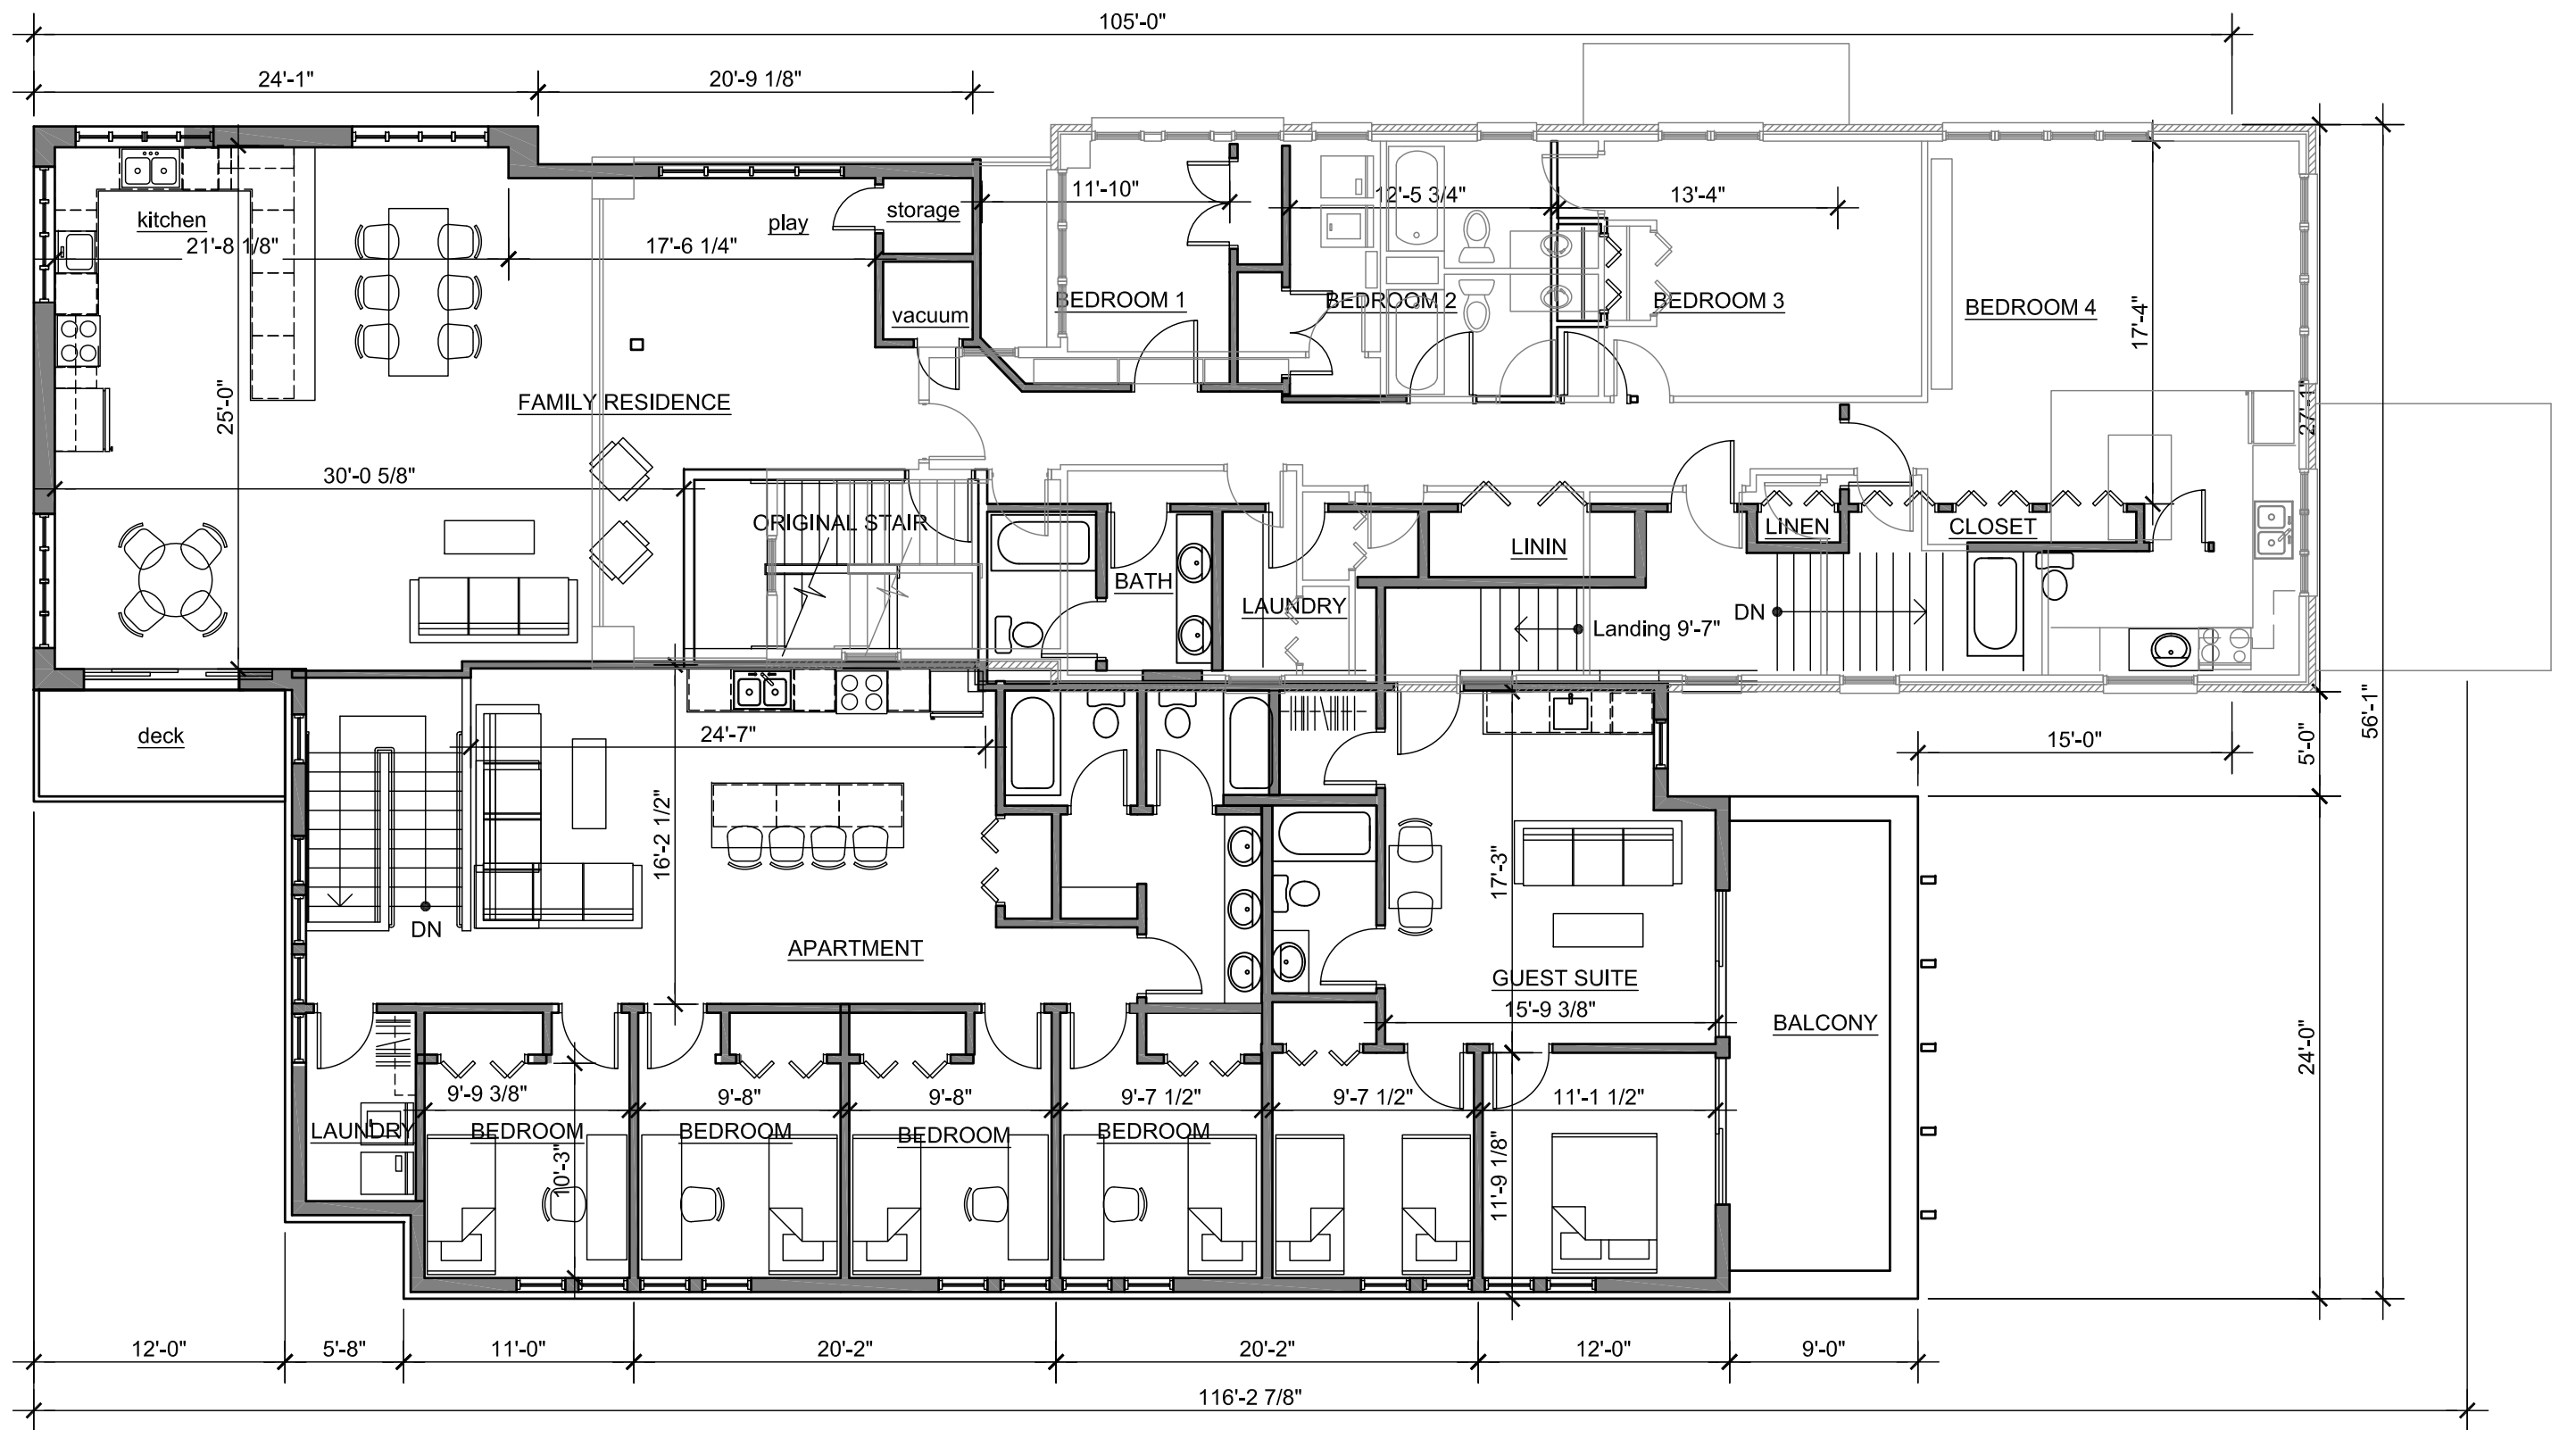 105'-0"
24'-1"
20'-9 1/8"
11'-10"
12'-5 3/4"
13'-4"
kitchen
21'-8 1/8"
play
storage
17'-6 1/4"
vacuum
BEDROOM 1
BEDROOM 2
BEDROOM 3
BEDROOM 4
17'-4"
25'-0"
FAMILY RESIDENCE
27'-1"
30'-0 5/8"
ORIGINAL STAIR
BATH
LININ
LINEN
CLOSET
LAUNDRY
Landing 9'-7"
DN
deck
24'-7"
15'-0"
5'-0"
56'-1"
16'-2 1/2"
17'-3"
DN
APARTMENT
GUEST SUITE
15'-9 3/8"
BALCONY
24'-0"
9'-9 3/8"
9'-8"
9'-8"
9'-7 1/2"
9'-7 1/2"
11'-1 1/2"
LAUNDRY
BEDROOM
BEDROOM
BEDROOM
BEDROOM
10'-3"
11'-9 1/8"
12'-0"
5'-8"
11'-0"
20'-2"
20'-2"
12'-0"
9'-0"
116'-2 7/8"